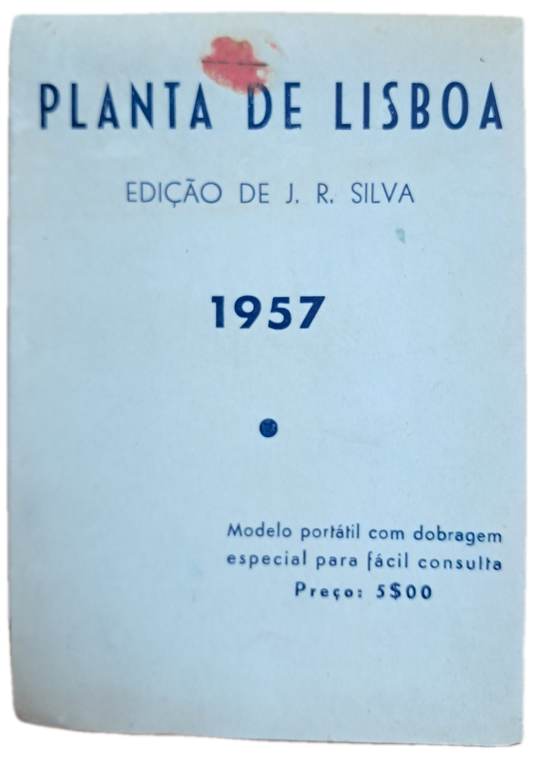 PLANTA DE LISBOA
EDIÇÃO DE J. R. SILVA
1957
Modelo portátil com dobragem
especial para fácil consulta
Preço: 5$00